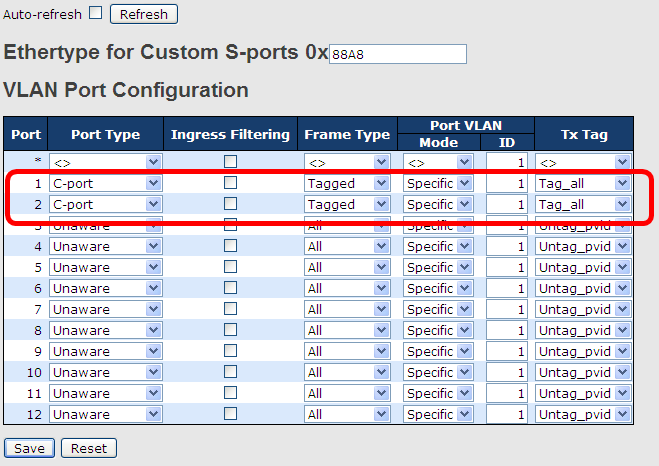 Auto-refresh Refresh
Ethertype for Custom S-ports 0x 88A8
VLAN Port Configuration
Port Port Type Ingress Filtering Frame Type Port VLAN Tx Tag
Mode ID
* <> <> <> 1 <>
1 C-port Tagged Specific 1 Tag_all
2 C-port Tagged Specific 1 Tag_all
3 Unaware All Specific 1 Untag_pvid
4 Unaware All Specific 1 Untag_pvid
5 Unaware All Specific 1 Untag_pvid
6 Unaware All Specific 1 Untag_pvid
7 Unaware All Specific 1 Untag_pvid
8 Unaware All Specific 1 Untag_pvid
9 Unaware All Specific 1 Untag_pvid
10 Unaware All Specific 1 Untag_pvid
11 Unaware All Specific 1 Untag_pvid
12 Unaware All Specific 1 Untag_pvid
Save Reset